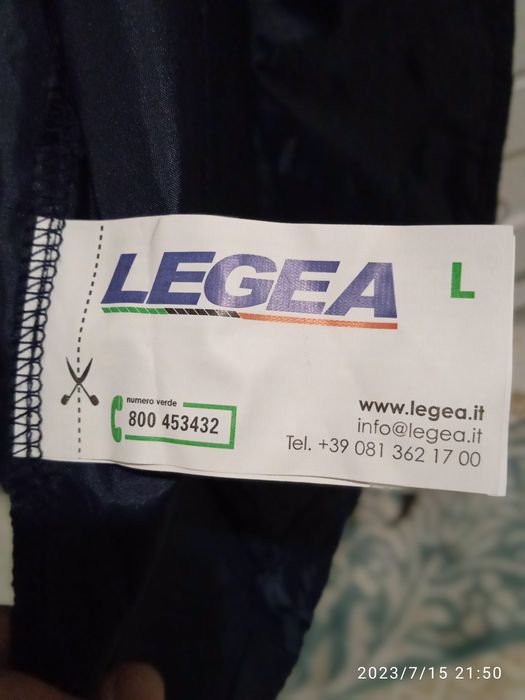 LEGEA
L
numero verde
800 453432
www.legea.it
info@legea.it
Tel. +39 081 362 17 00
2023/7/15 21:50